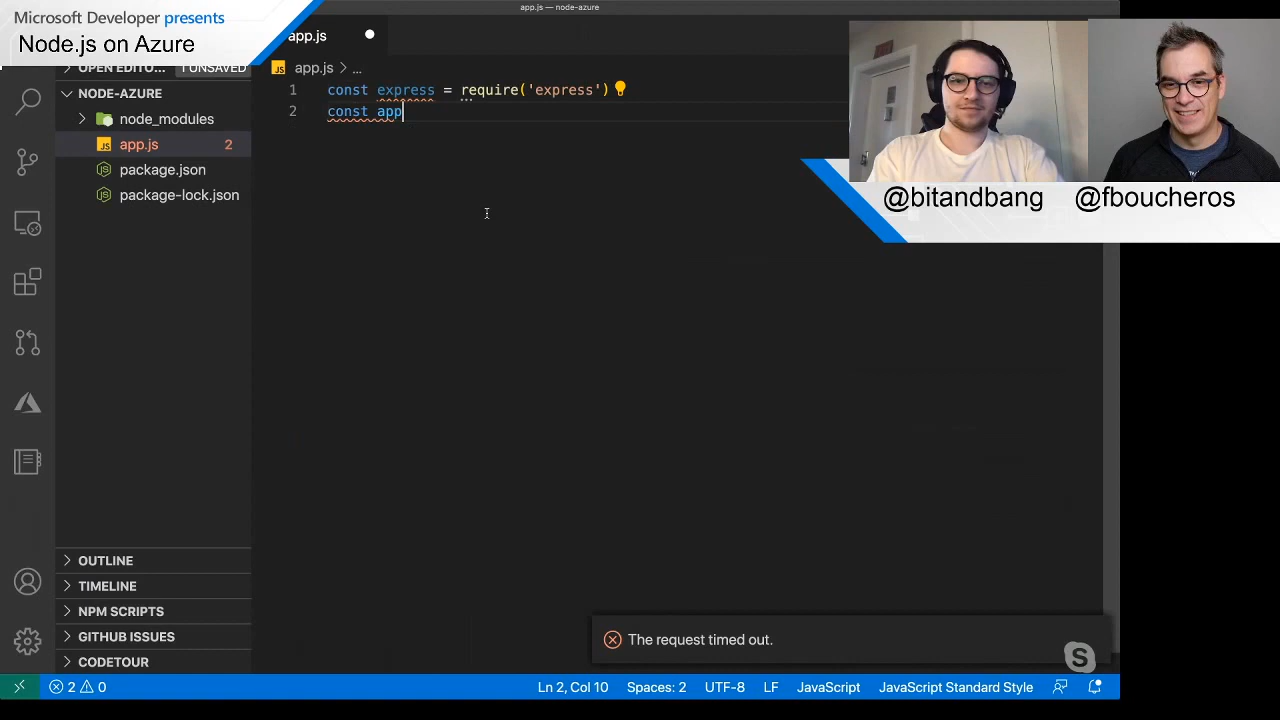 app.js — node-azure
Microsoft Developer presents
Node.js on Azure
app.js
@bitandbang
@fboucheros
OPEN EDITO... 1 UNSAVED
NODE-AZURE
node_modules
JS app.js 2
package.json
package-lock.json
OUTLINE
TIMELINE
NPM SCRIPTS
GITHUB ISSUES
CODETOUR
JS app.js > ...
1 const express = require('express')
2 const app
The request timed out.
S
2 0
Ln 2, Col 10 Spaces: 2 UTF-8 LF JavaScript JavaScript Standard Style